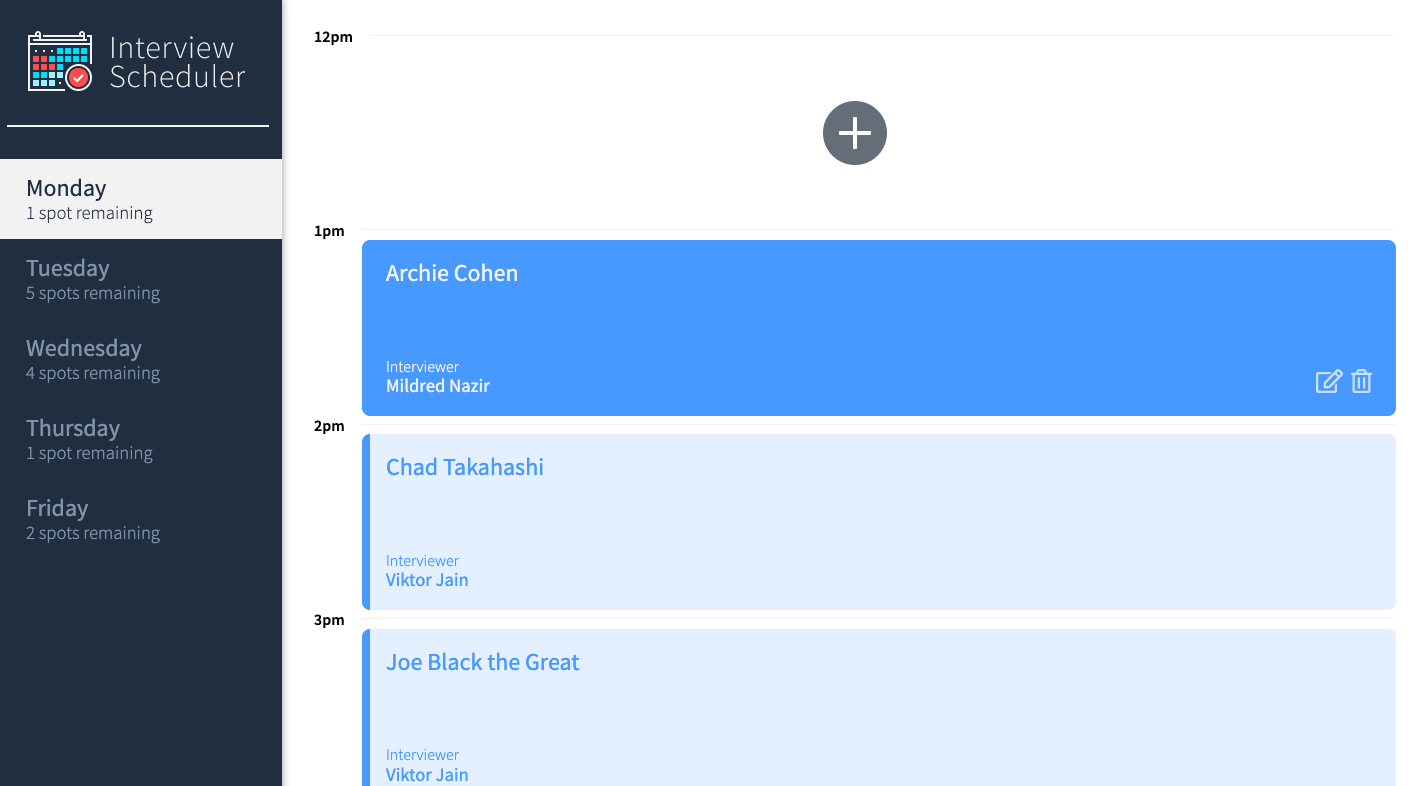 Interview
Scheduler
Monday
1 spot remaining
Tuesday
5 spots remaining
Wednesday
4 spots remaining
Thursday
1 spot remaining
Friday
2 spots remaining
12pm
1pm
Archie Cohen
Interviewer
Mildred Nazir
2pm
Chad Takahashi
Interviewer
Viktor Jain
3pm
Joe Black the Great
Interviewer
Viktor Jain